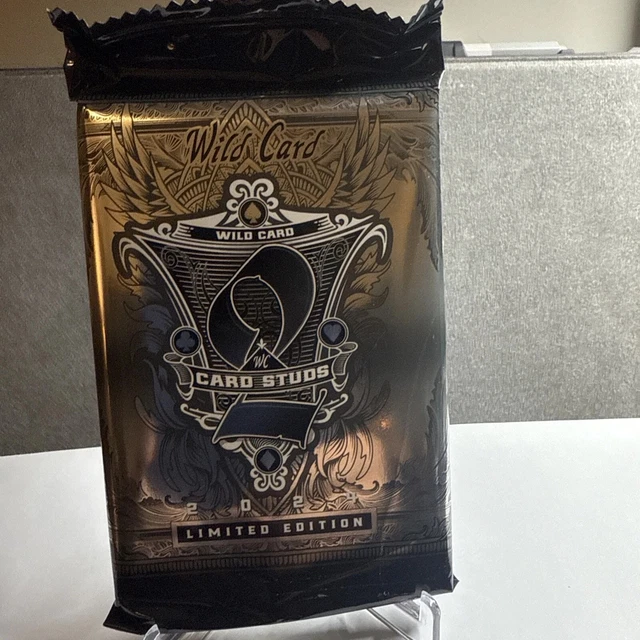 Wild Card
WILD CARD
WC
CARD STUDS
2024
LIMITED EDITION